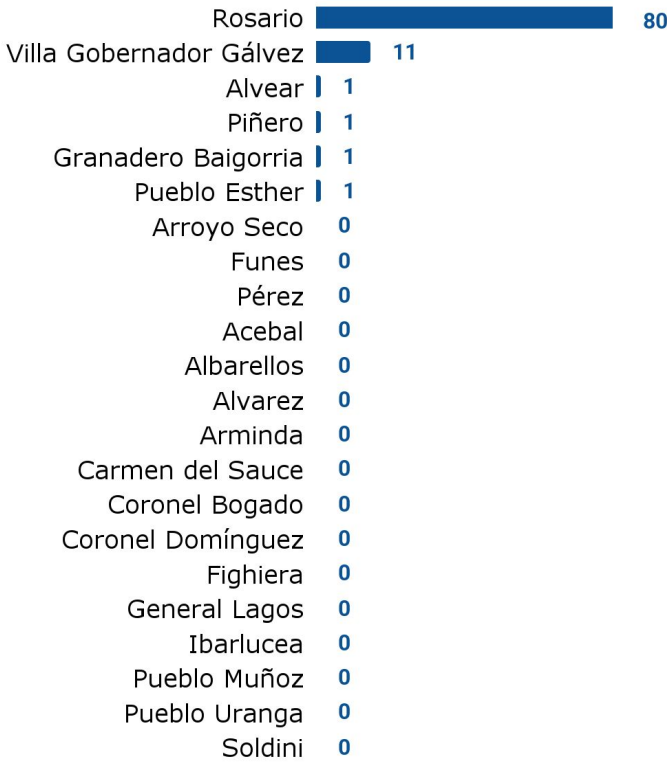 Rosario 80
Villa Gobernador Gálvez 11
Alvear 1
Piñero 1
Granadero Baigorria 1
Pueblo Esther 1
Arroyo Seco 0
Funes 0
Pérez 0
Acebal 0
Albarellos 0
Alvarez 0
Arminda 0
Carmen del Sauce 0
Coronel Bogado 0
Coronel Domínguez 0
Fighiera 0
General Lagos 0
Ibarlucea 0
Pueblo Muñoz 0
Pueblo Uranga 0
Soldini 0